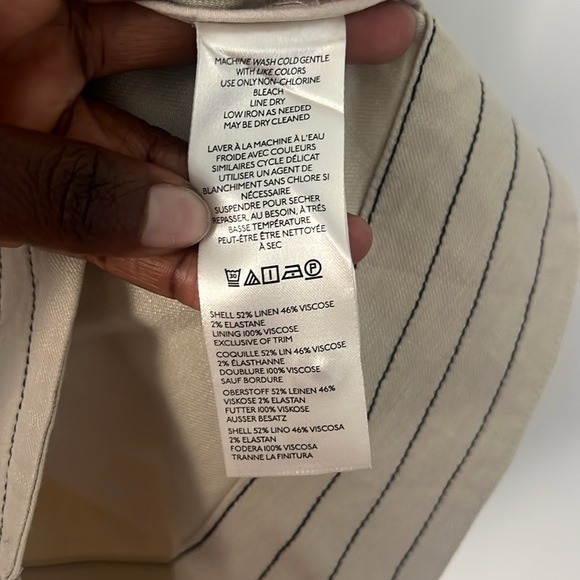 MACHINE WASH COLD GENTLE
WITH LIKE COLORS
USE ONLY NON-CHLORINE
BLEACH
LINE DRY
LOW IRON AS NEEDED
MAY BE DRY CLEANED
LAVER À LA MACHINE À L'EAU
FROIDE AVEC COULEURS
SIMILAIRES CYCLE DÉLICAT
UTILISER UN AGENT DE
BLANCHIMENT SANS CHLORE SI
NÉCESSAIRE
SUSPENDRE POUR SECHER
REPASSER, AU BESOIN, À TRÉS
BASSE TEMPÉRATURE
PEUT-ÊTRE ÊTRE NETTOYÉE
À SEC
30 P
SHELL 52% LINEN 46% VISCOSE
2% ELASTANE
LINING 100% VISCOSE
EXCLUSIVE OF TRIM
COQUILLE 52% LIN 46% VISCOSE
2% ÉLASTHANNE
DOUBLURE 100% VISCOSE
SAUF BORDURE
OBERSTOFF 52% LEINEN 46%
VISKOSE 2% ELASTAN
FUTTER 100% VISKOSE
AUSSER BESATZ
SHELL 52% LINO 46% VISCOSA
2% ELASTAN
FODERA 100% VISCOSA
TRANNE LA FINITURA